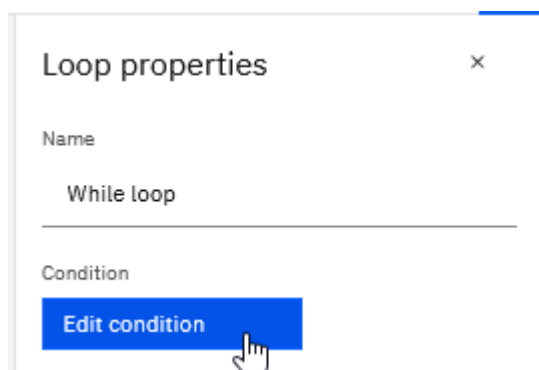 Loop properties
Name
While loop
Condition
Edit condition